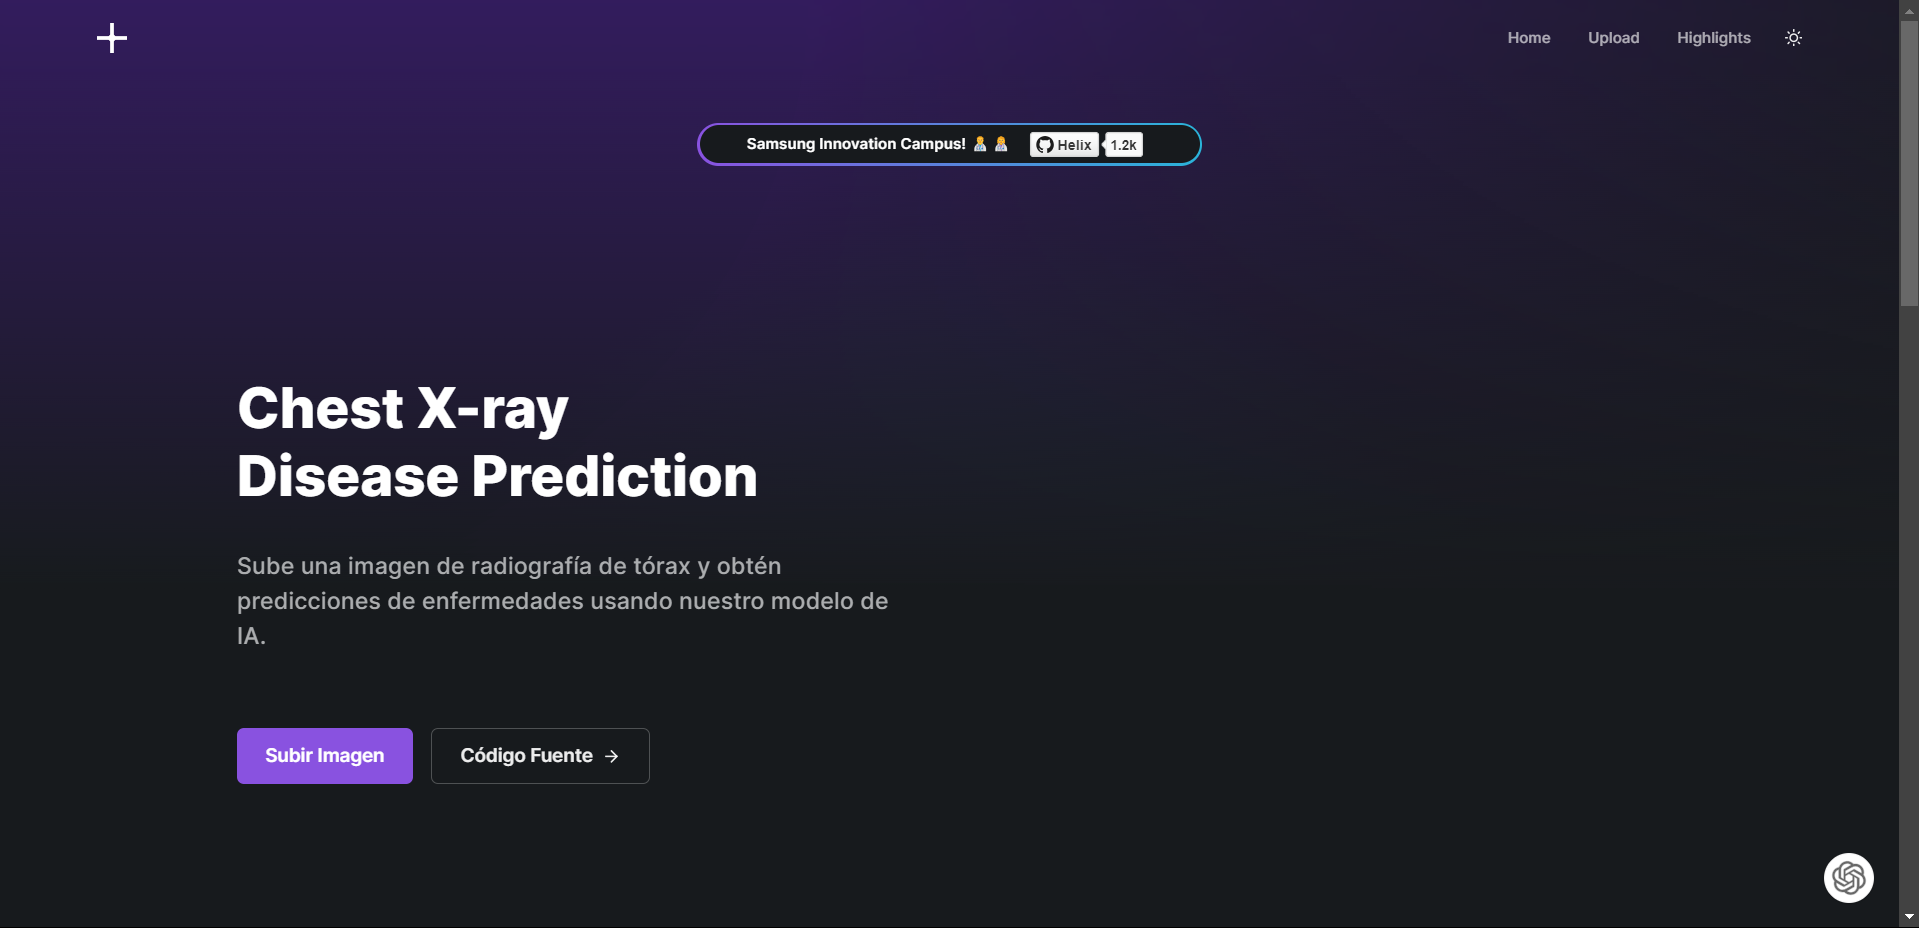 Home
Upload
Highlights
Samsung Innovation Campus! 👨‍⚕️ 👩‍⚕️
Helix
1.2k
Chest X-ray
Disease Prediction
Sube una imagen de radiografía de tórax y obtén
predicciones de enfermedades usando nuestro modelo de
IA.
Subir Imagen
Código Fuente →